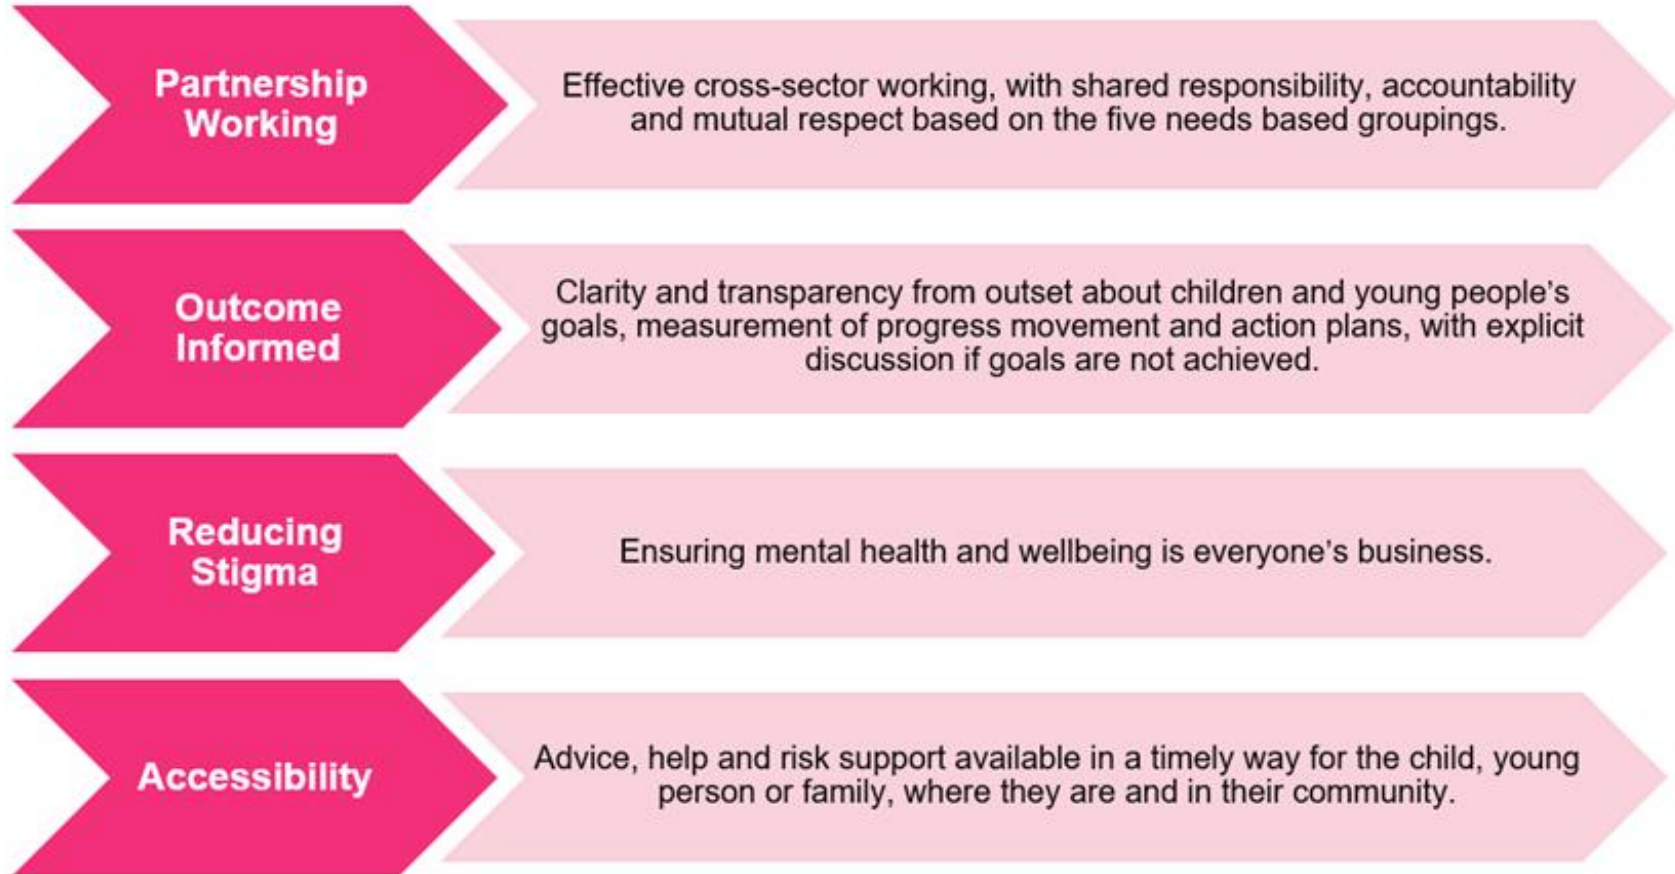 Partnership
Working
Effective cross-sector working, with shared responsibility, accountability
and mutual respect based on the five needs based groupings.
Outcome
Informed
Clarity and transparency from outset about children and young people’s
goals, measurement of progress movement and action plans, with explicit
discussion if goals are not achieved.
Reducing
Stigma
Ensuring mental health and wellbeing is everyone’s business.
Accessibility
Advice, help and risk support available in a timely way for the child, young
person or family, where they are and in their community.